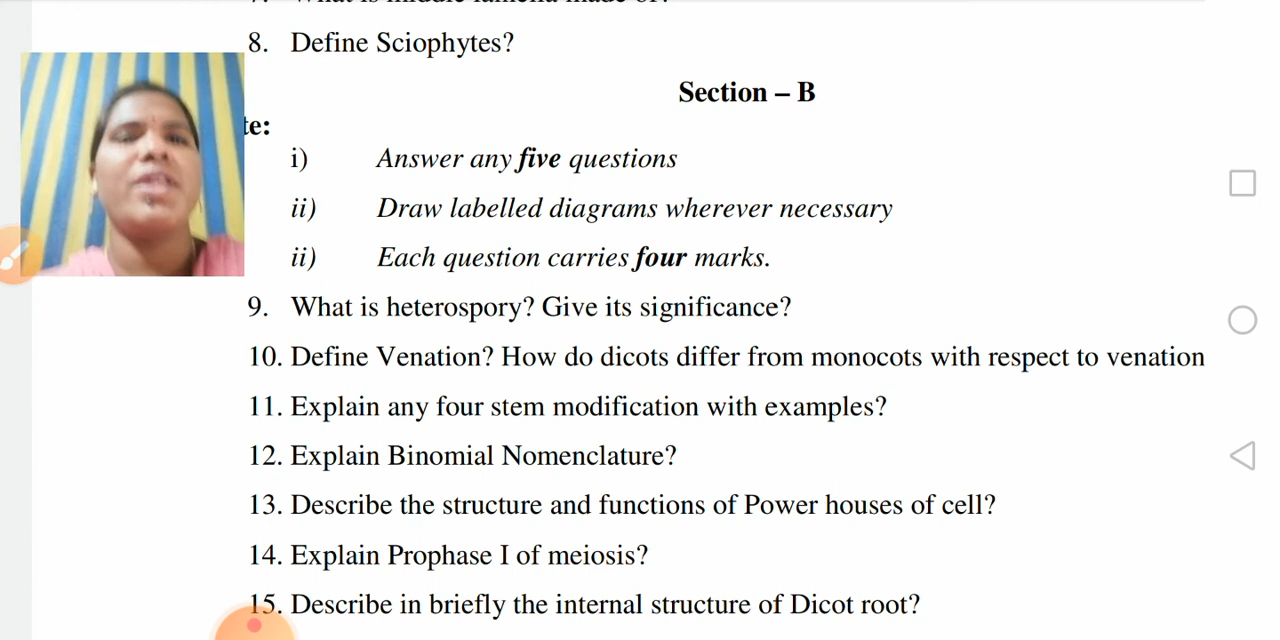 8. Define Sciophytes?
Section – B
te:
i) Answer any five questions
ii) Draw labelled diagrams wherever necessary
ii) Each question carries four marks.
9. What is heterospory? Give its significance?
10. Define Venation? How do dicots differ from monocots with respect to venation
11. Explain any four stem modification with examples?
12. Explain Binomial Nomenclature?
13. Describe the structure and functions of Power houses of cell?
14. Explain Prophase I of meiosis?
15. Describe in briefly the internal structure of Dicot root?